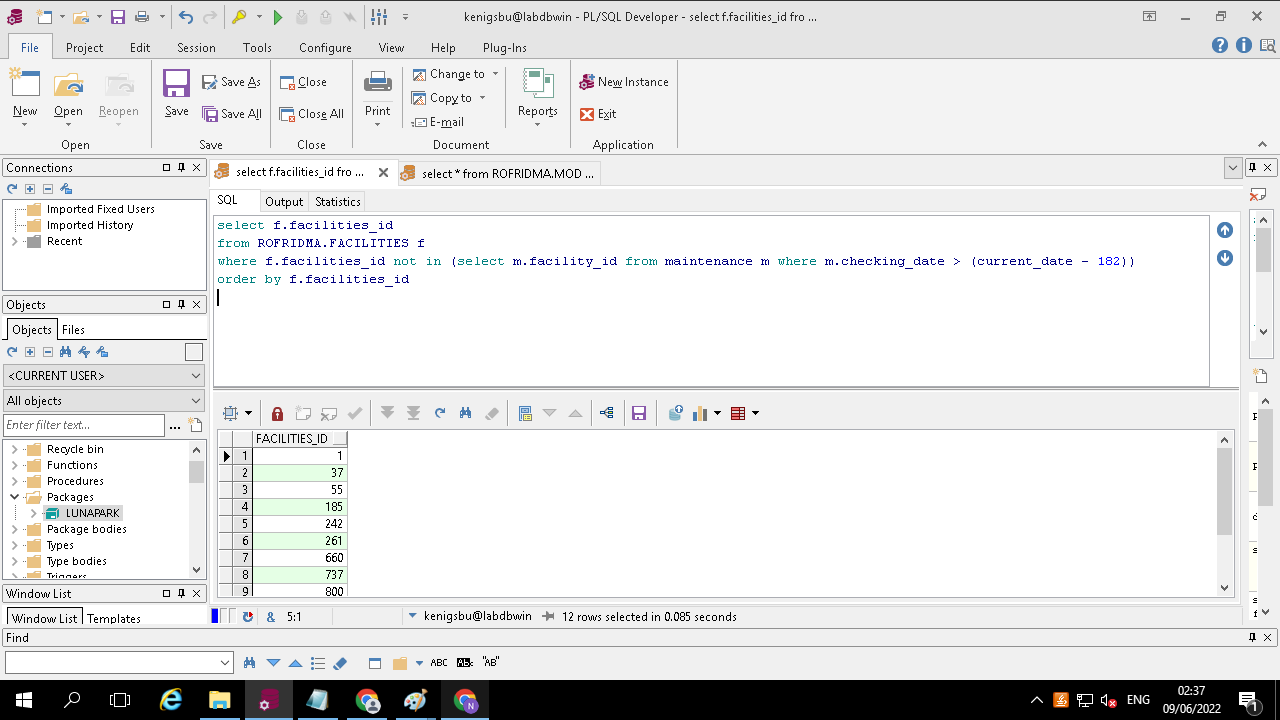 kenigsbu@labdbwin - PL/SQL Developer - select f.facilities_id fro ...
File Project Edit Session Tools Configure View Help Plug-Ins
New Open Reopen
Open
Save Save As Save All
Save
Close Close All
Close
Print Change to Copy to E-mail Reports
Document
New Instance Exit
Application
Connections
Imported Fixed Users
Imported History
Recent
Objects
Objects Files
<CURRENT USER>
All objects
Enter filter text... ...
Recycle bin
Functions
Procedures
Packages
LUNAPARK
Package bodies
Types
Type bodies
Triggers
Window List
Window List Templates
select f.facilities_id fro ... select * from ROFRIDMA.MOD ...
SQL Output Statistics
select f.facilities_id
from ROFRIDMA.FACILITIES f
where f.facilities_id not in (select m.facility_id from maintenance m where m.checking_date > (current_date - 182))
order by f.facilities_id
FACILITIES_ID
1 1
2 37
3 55
4 185
5 242
6 261
7 660
8 737
9 800
& 5:1 kenigsbu@labdbwin 12 rows selected in 0.085 seconds
Find
ABC AB "AB"
ENG 02:37
09/06/2022
1